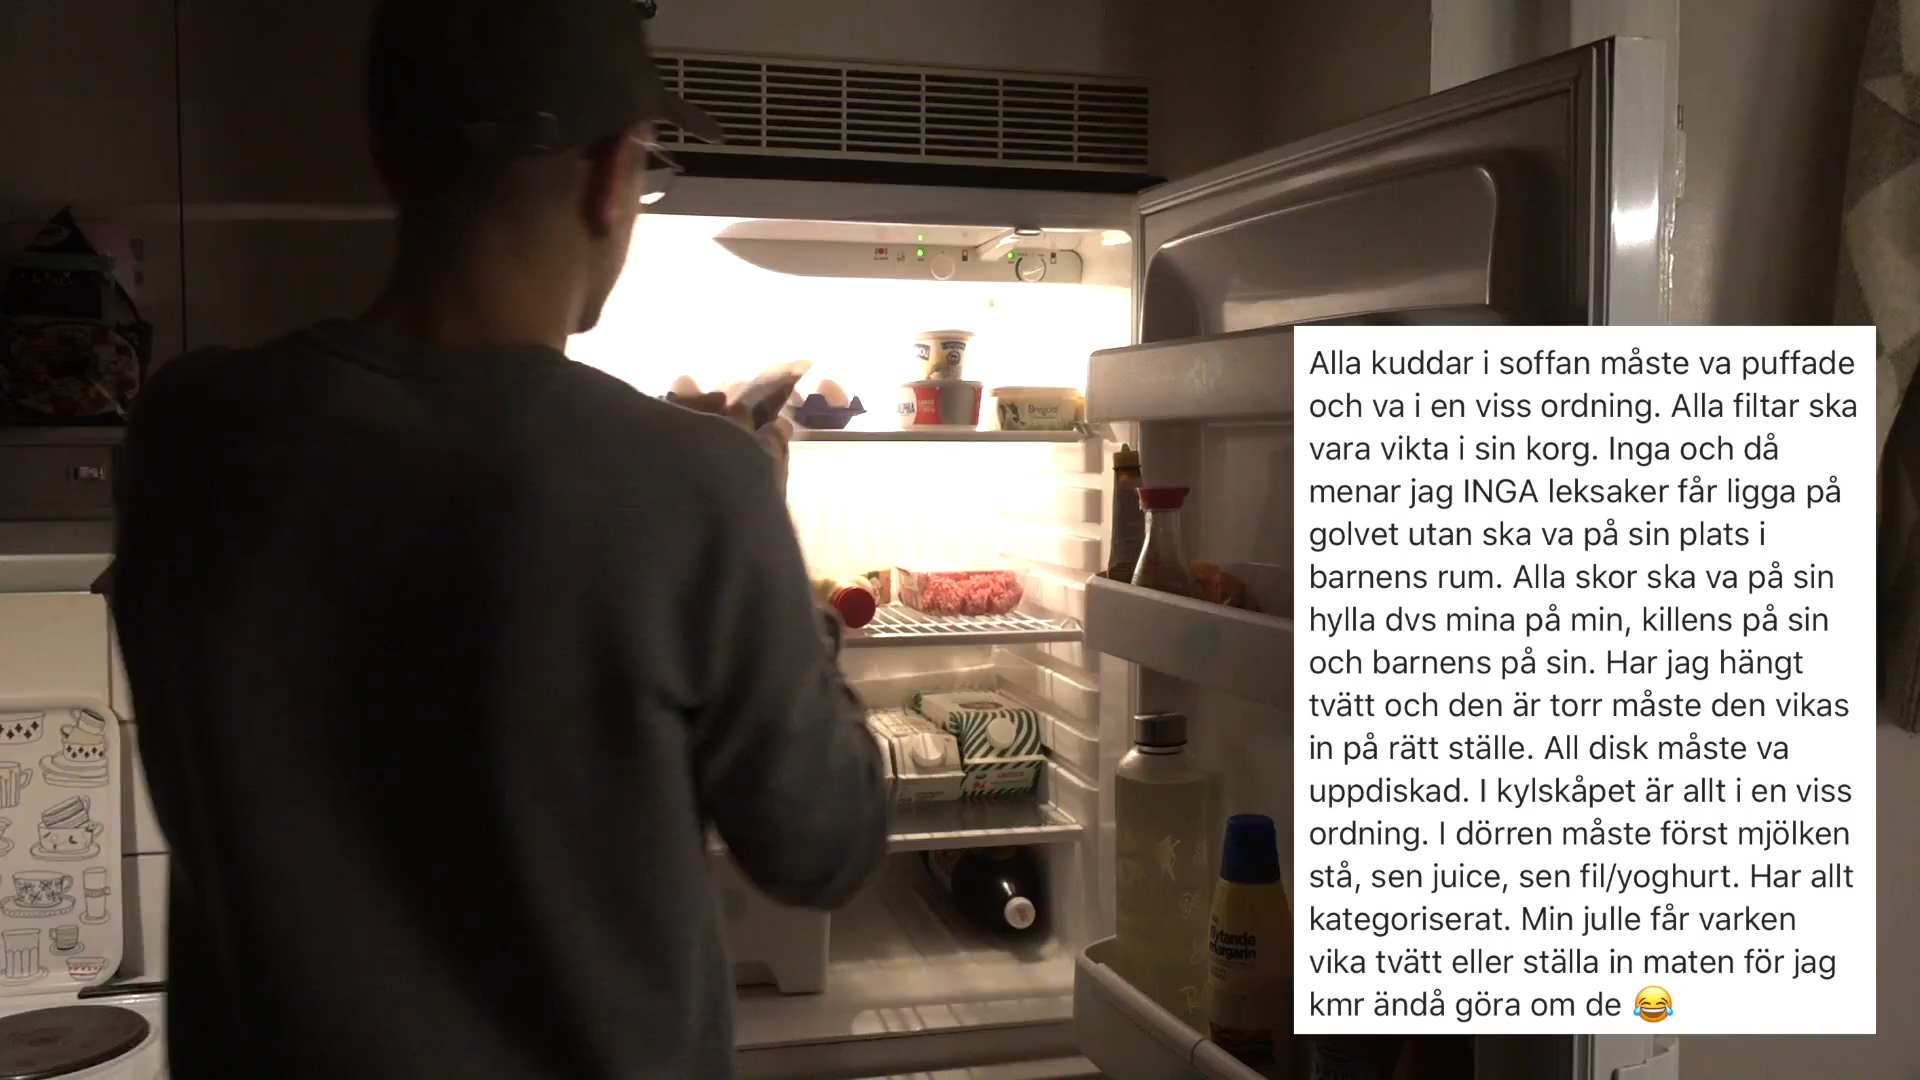 Alla kuddar i soffan måste va puffade
och va i en viss ordning. Alla filtar ska
vara vikta i sin korg. Inga och då
menar jag INGA leksaker får ligga på
golvet utan ska va på sin plats i
barnens rum. Alla skor ska va på sin
hylla dvs mina på min, killens på sin
och barnens på sin. Har jag hängt
tvätt och den är torr måste den vikas
in på rätt ställe. All disk måste va
uppdiskad. I kylskåpet är allt i en viss
ordning. I dörren måste först mjölken
stå, sen juice, sen fil/yoghurt. Har allt
kategoriserat. Min julle får varken
vika tvätt eller ställa in maten för jag
kmr ändå göra om de 😂
Bregott